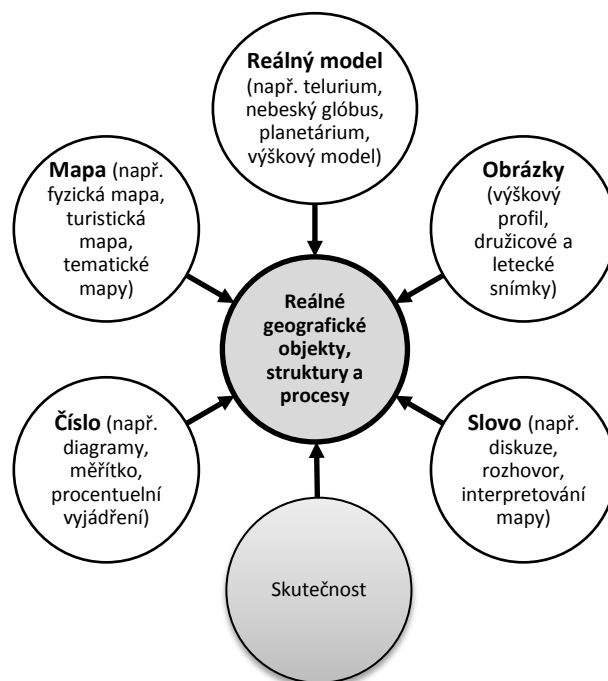 Reálný model
(např. telurium,
nebeský glóbus,
planetárium,
výškový model)
Mapa (např.
fyzická mapa,
turistická
mapa,
tematické
mapy)
Obrázky
(výškový
profil,
družicové a
letecké
snímky)
Reálné
geografické
objekty,
struktury a
procesy
Číslo (např.
diagramy,
měřítko,
procentuelní
vyjádření)
Slovo (např.
diskuze,
rozhovor,
interpretování
mapy)
Skutečnost